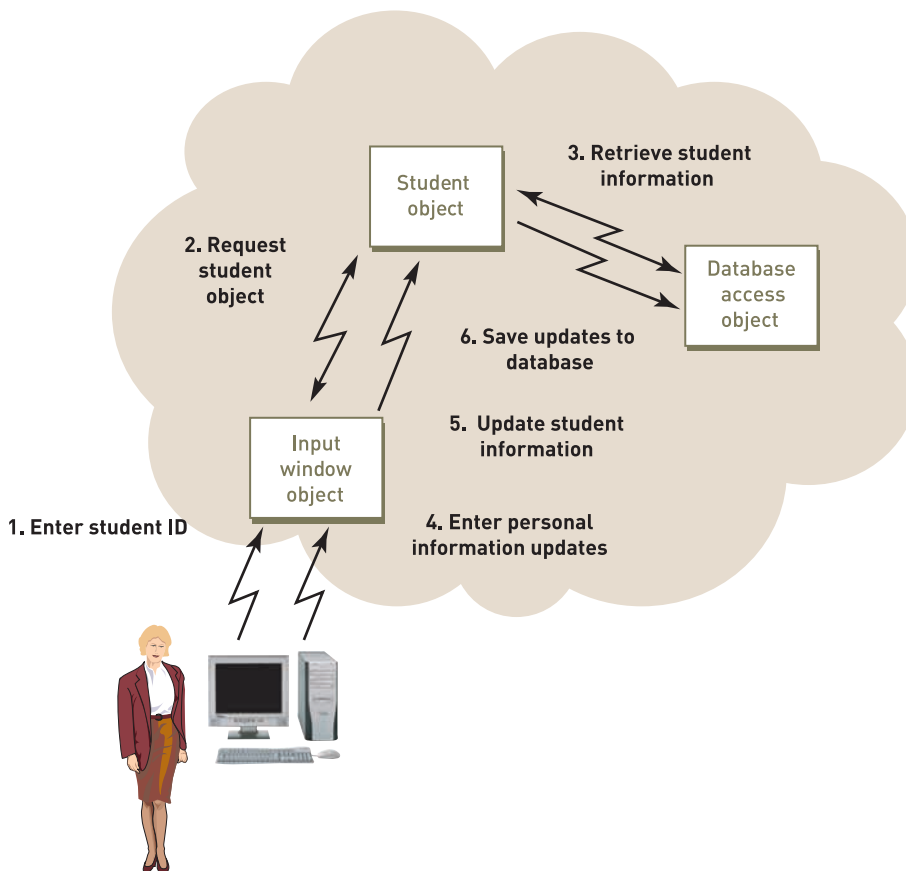 3. Retrieve student
information
Student
object
2. Request
student
object
Database
access
object
6. Save updates to
database
5. Update student
information
Input
window
object
1. Enter student ID
4. Enter personal
information updates